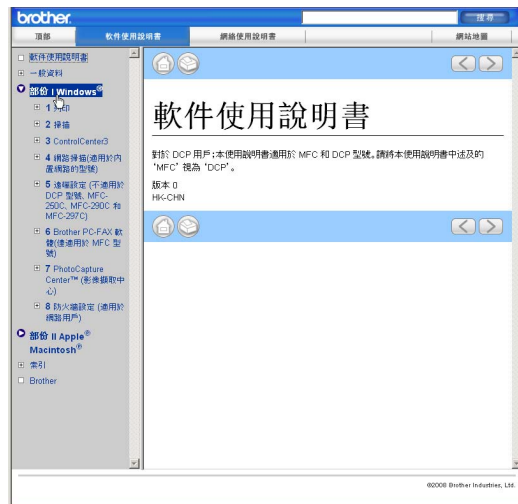 brother.
搜尋
頂部
軟件使用說明書
網絡使用說明書
網站地圖
軟件使用說明書
一般資料
部份 I Windows®
1 列印
2 掃描
3 ControlCenter3
4 網路掃描(適用於內
置網路的型號)
5 遠端設定 (不適用於
DCP 型號, MFC-
250C, MFC-290C 和
MFC-297C)
6 Brother PC-FAX 軟
體(僅適用於 MFC 型
號)
7 PhotoCapture
Center™ (影像擷取中
心)
8 防火牆設定 (適用於
網路用戶)
部份 II Apple®
Macintosh®
索引
Brother
軟件使用說明書
對於 DCP 用戶;本使用說明書適用於 MFC 和 DCP 型號。請將本使用說明書中述及的
'MFC' 視為 'DCP'。
版本 0
HK-CHN
©2008 Brother Industries, Ltd.